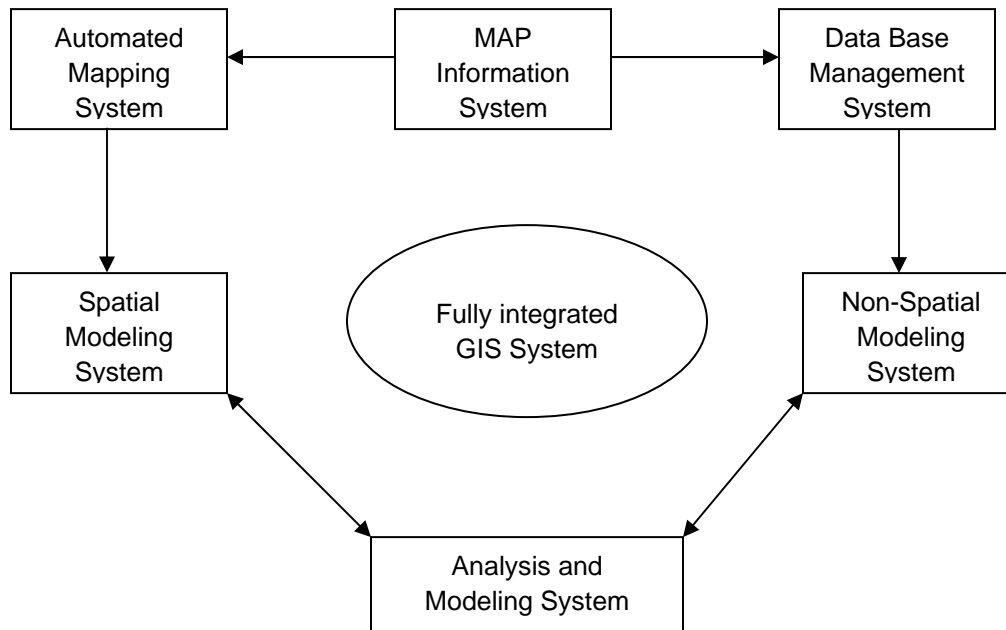 Automated
Mapping
System
MAP
Information
System
Data Base
Management
System
Spatial
Modeling
System
Fully integrated
GIS System
Non-Spatial
Modeling
System
Analysis and
Modeling System